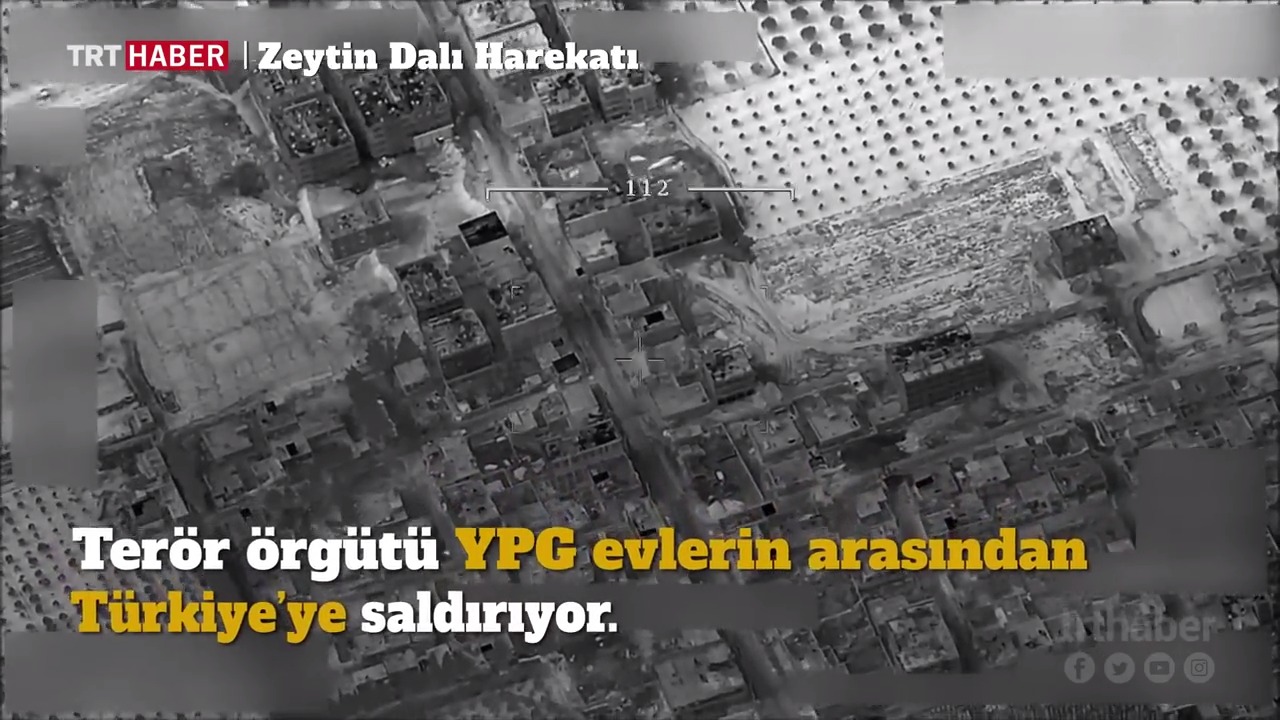 TRT HABER | Zeytin Dalı Harekatı
112
Terör örgütü YPG evlerin arasından
Türkiye'ye saldırıyor.
trthaber